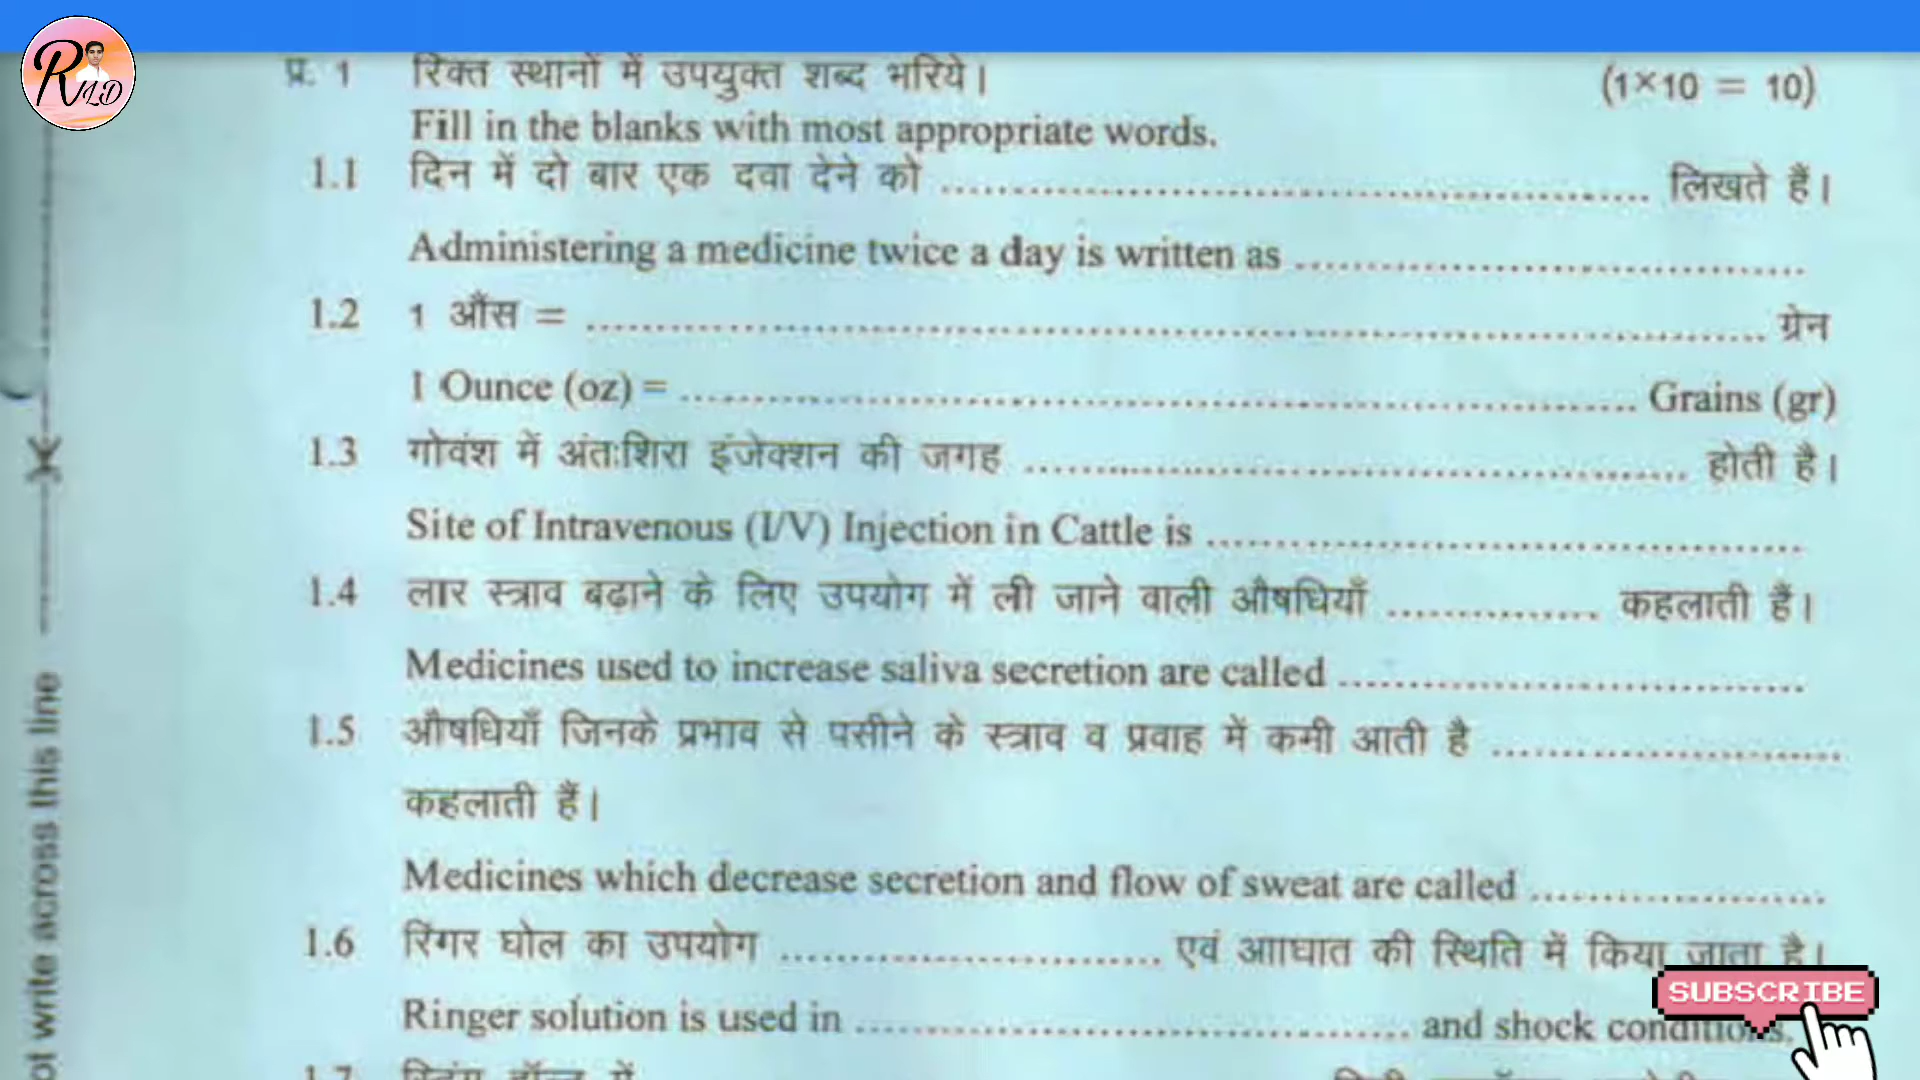 RLD
प्र. 1 रिक्त स्थानों में उपयुक्त शब्द भरिये। (1×10 = 10)
Fill in the blanks with most appropriate words.
1.1 दिन में दो बार एक दवा देने को ........................ लिखते हैं।
Administering a medicine twice a day is written as ........................
1.2 1 औंस = ........................ ग्रेन
1 Ounce (oz) = ........................ Grains (gr)
1.3 गोवंश में अंतःशिरा इंजेक्शन की जगह ........................ होती है।
Site of Intravenous (I/V) Injection in Cattle is ........................
1.4 लार स्त्राव बढ़ाने के लिए उपयोग में ली जाने वाली औषधियाँ ............... कहलाती हैं।
Medicines used to increase saliva secretion are called ........................
1.5 औषधियाँ जिनके प्रभाव से पसीने के स्त्राव व प्रवाह में कमी आती है ........................
कहलाती हैं।
Medicines which decrease secretion and flow of sweat are called ........................
1.6 रिंगर घोल का उपयोग ........................ एवं आाघात की स्थिति में किया जाता है।
Ringer solution is used in ........................ and shock conditions.
SUBSCRIBE
1.7
ot write across this line